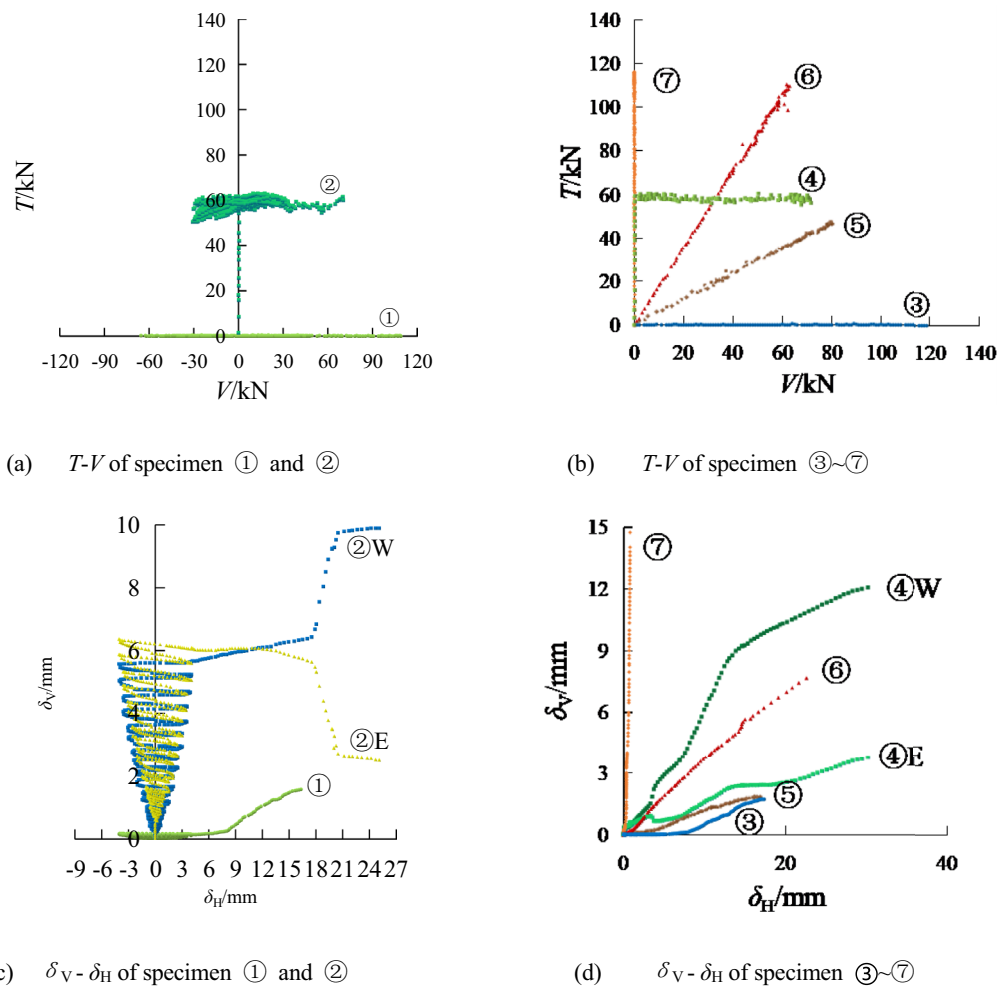 140
120
100
80
60
40
20
0
T/kN
②
①
-120 -90 -60 -30 0 30 60 90 120
V/kN
(a) T-V of specimen ① and ②
140
120
100
80
60
40
20
0
T/kN
⑦
⑥
④
⑤
③
0 20 40 60 80 100 120 140
V/kN
(b) T-V of specimen ③~⑦
10
8
6
4
2
0
δV/mm
②W
②E
①
-9 -6 -3 0 3 6 9 12 15 18 21 24 27
δH/mm
c) δV - δH of specimen ① and ②
15
12
9
6
3
0
δV/mm
⑦
④W
⑥
④E
⑤
③
0 20 40
δH/mm
(d) δV - δH of specimen ③~⑦